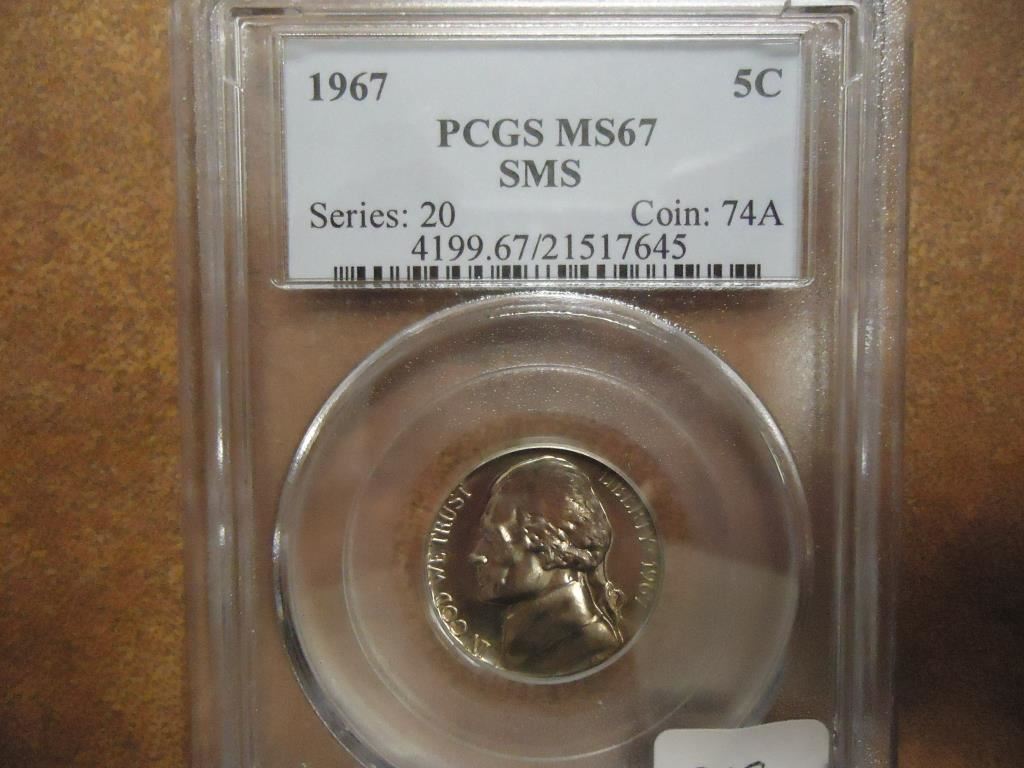 1967 5C
PCGS MS67
SMS
Series: 20 Coin: 74A
4199.67/21517645
IN GOD WE TRUST
LIBERTY · 1967